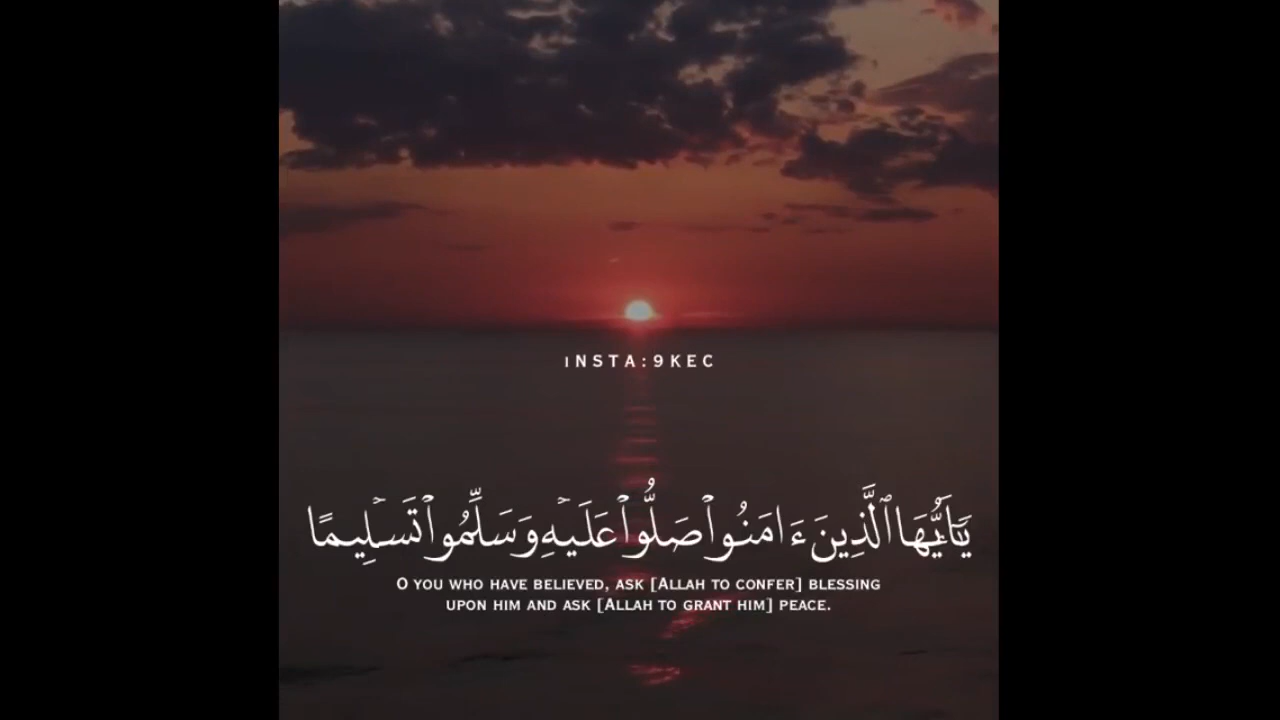 INSTA:9KEC
يَٰٓأَيُّهَا ٱلَّذِينَ ءَامَنُوا۟ صَلُّوا۟ عَلَيْهِ وَسَلِّمُوا۟ تَسْلِيمًا
O YOU WHO HAVE BELIEVED, ASK [ALLAH TO CONFER] BLESSING
UPON HIM AND ASK [ALLAH TO GRANT HIM] PEACE.